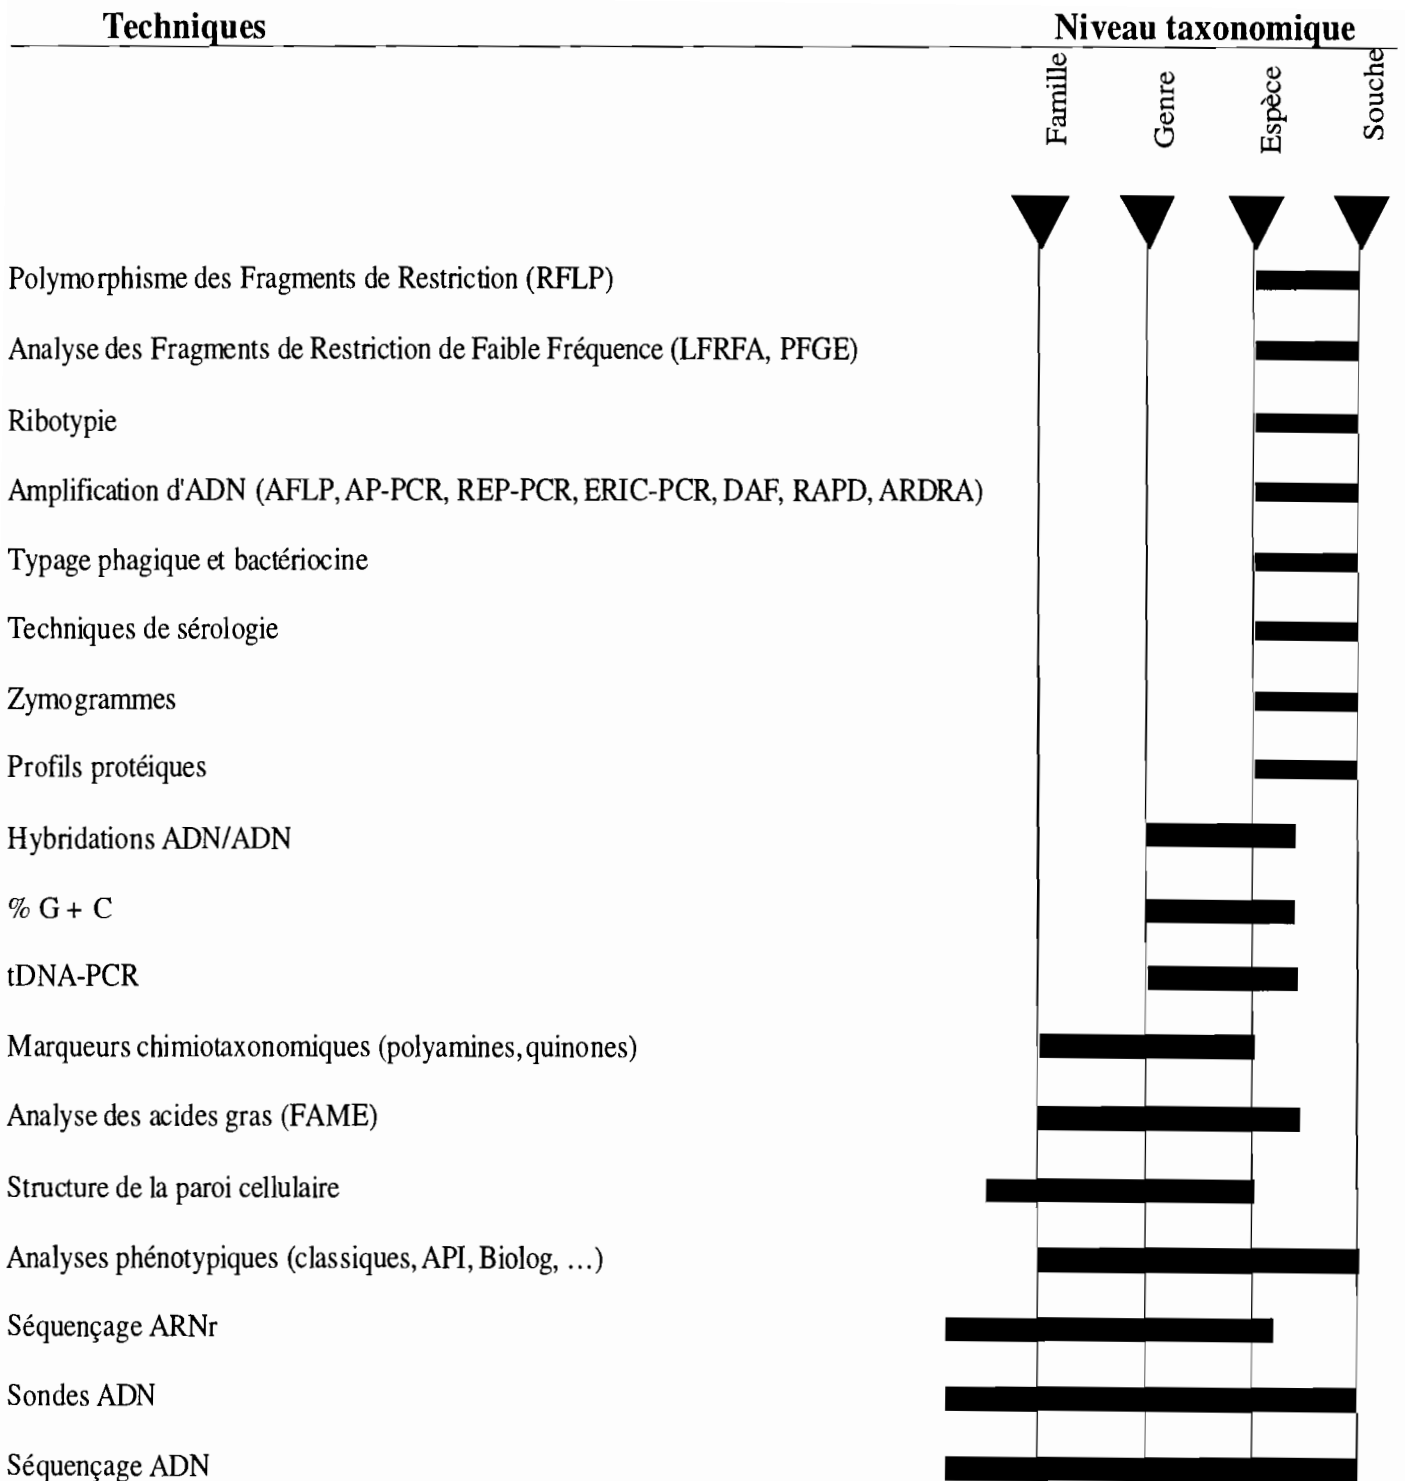 Techniques Niveau taxonomique
Famille Genre Espèce Souche
Polymorphisme des Fragments de Restriction (RFLP)
Analyse des Fragments de Restriction de Faible Fréquence (LFRFA, PFGE)
Ribotypie
Amplification d'ADN (AFLP, AP-PCR, REP-PCR, ERIC-PCR, DAF, RAPD, ARDRA)
Typage phagique et bactériocine
Techniques de sérologie
Zymogrammes
Profils protéiques
Hybridations ADN/ADN
% G + C
tDNA-PCR
Marqueurs chimiotaxonomiques (polyamines, quinones)
Analyse des acides gras (FAME)
Structure de la paroi cellulaire
Analyses phénotypiques (classiques, API, Biolog, …)
Séquençage ARNr
Sondes ADN
Séquençage ADN